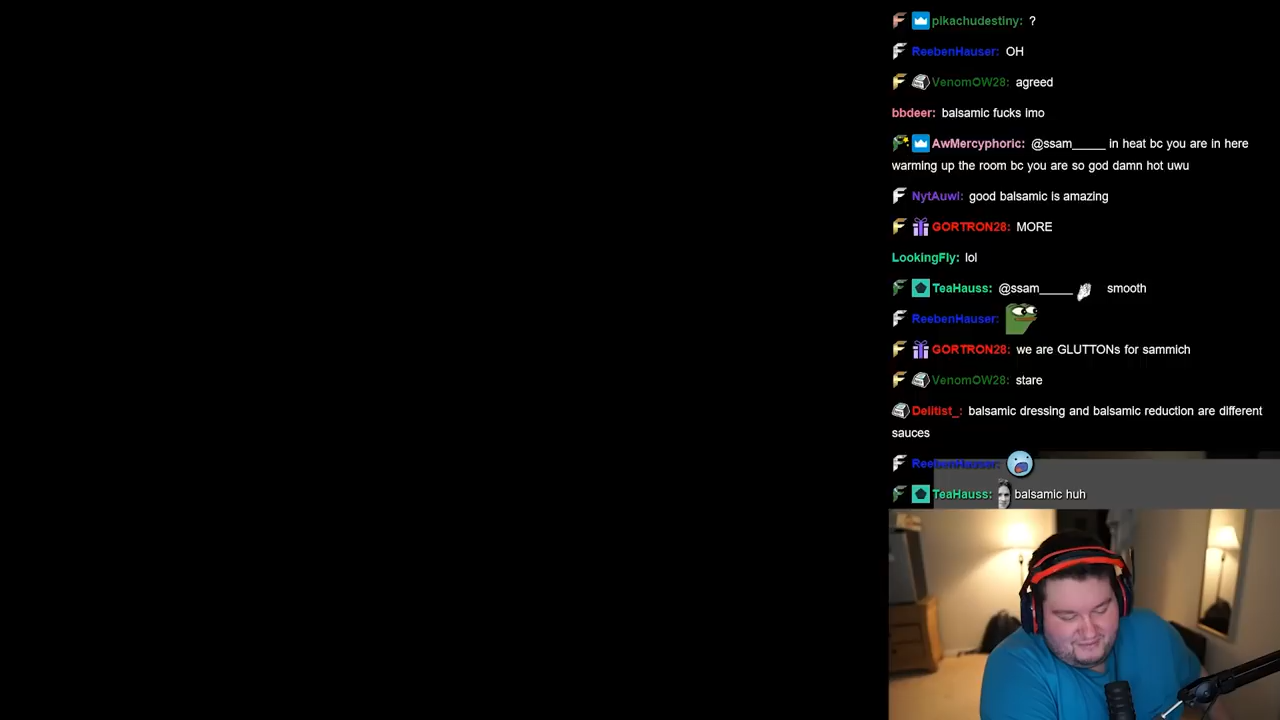 pikachudestiny: ?
ReebenHauser: OH
VenomOW28: agreed
bbdeer: balsamic fucks imo
AwMercyphoric: @ssam_____ in heat bc you are in here
warming up the room bc you are so god damn hot uwu
NytAuwl: good balsamic is amazing
GORTRON28: MORE
LookingFly: lol
TeaHauss: @ssam_____ smooth
ReebenHauser:
GORTRON28: we are GLUTTONs for sammich
VenomOW28: stare
Delitist_: balsamic dressing and balsamic reduction are different
sauces
ReebenHauser:
TeaHauss: balsamic huh